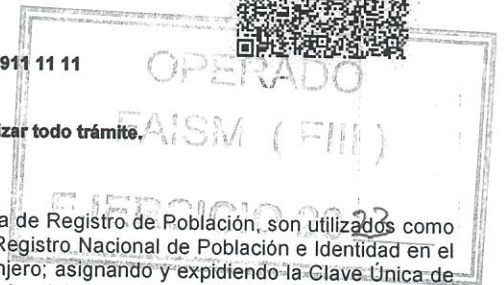 911 11 11
OPERADO
izar todo trámite.
FAISM ( FIII )
EJERCICIO 2023
a de Registro de Población, son utilizados como
Registro Nacional de Población e Identidad en el
njero; asignando y expidiendo la Clave Única de